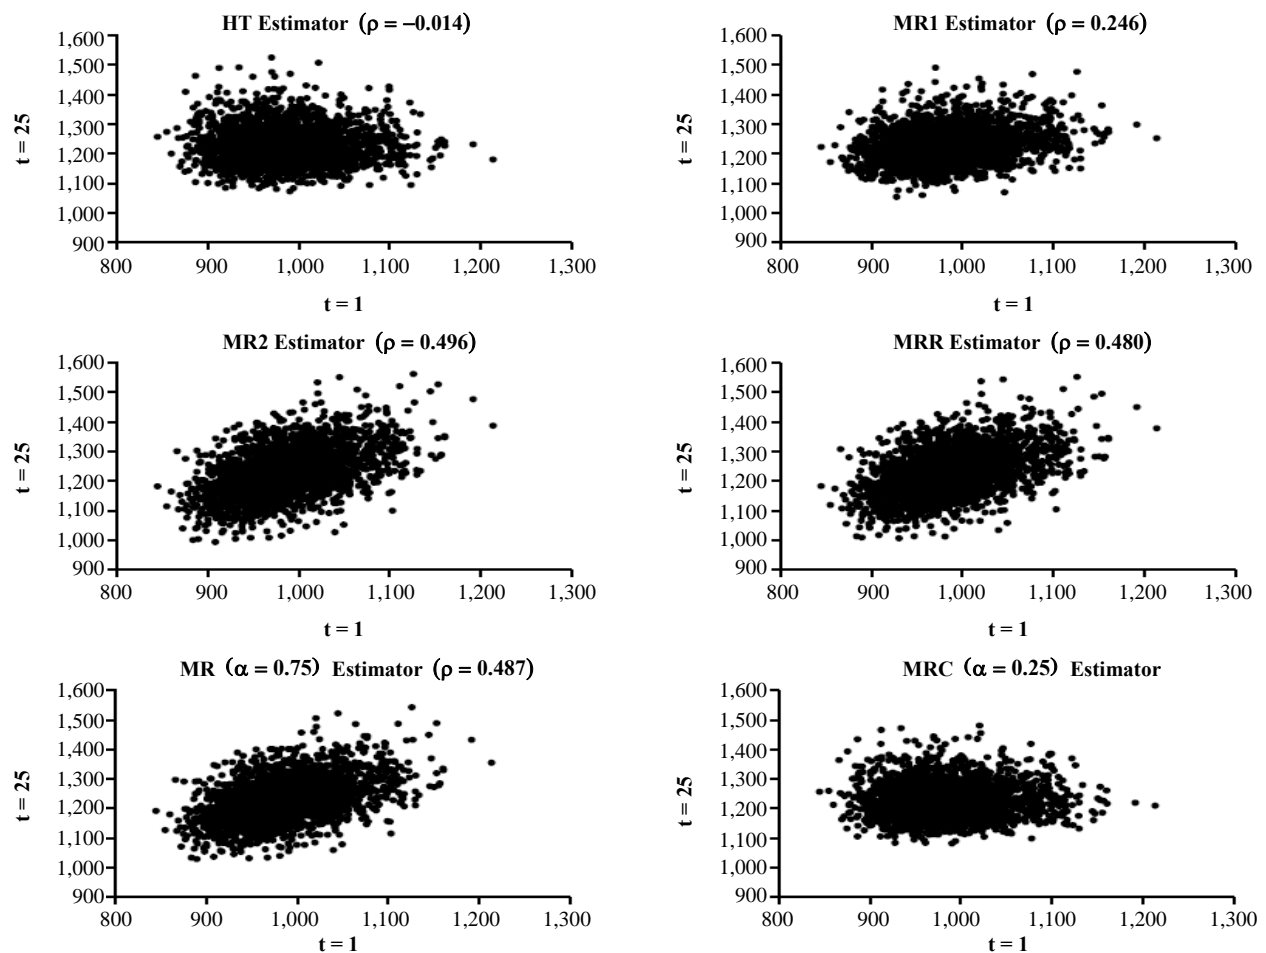 HT Estimator (ρ = –0.014)
1,600
1,500
1,400
1,300
1,200
1,100
1,000
900
t = 25
800 900 1,000 1,100 1,200 1,300
t = 1
MR1 Estimator (ρ = 0.246)
1,600
1,500
1,400
1,300
1,200
1,100
1,000
900
t = 25
800 900 1,000 1,100 1,200 1,300
t = 1
MR2 Estimator (ρ = 0.496)
1,600
1,500
1,400
1,300
1,200
1,100
1,000
900
t = 25
800 900 1,000 1,100 1,200 1,300
t = 1
MRR Estimator (ρ = 0.480)
1,600
1,500
1,400
1,300
1,200
1,100
1,000
900
t = 25
800 900 1,000 1,100 1,200 1,300
t = 1
MR (α = 0.75) Estimator (ρ = 0.487)
1,600
1,500
1,400
1,300
1,200
1,100
1,000
900
t = 25
800 900 1,000 1,100 1,200 1,300
t = 1
MRC (α = 0.25) Estimator
1,600
1,500
1,400
1,300
1,200
1,100
1,000
900
t = 25
800 900 1,000 1,100 1,200 1,300
t = 1